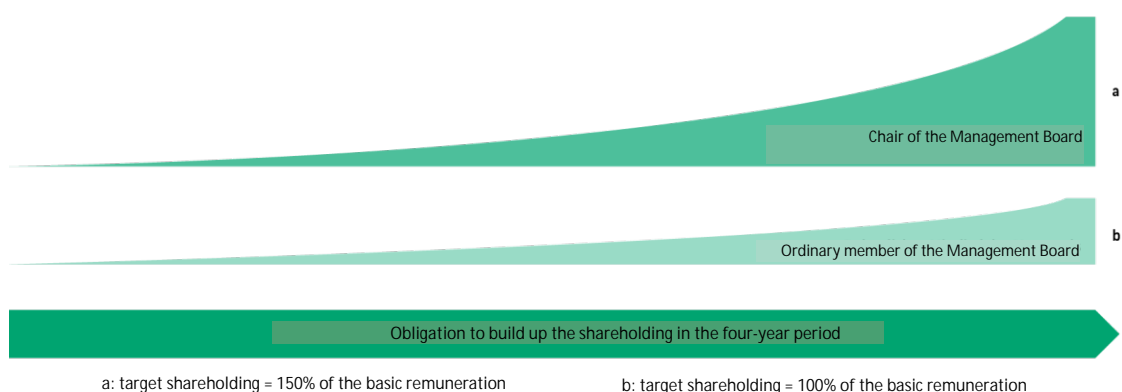 a
Chair of the Management Board
b
Ordinary member of the Management Board
Obligation to build up the shareholding in the four-year period
a: target shareholding = 150% of the basic remuneration
b: target shareholding = 100% of the basic remuneration